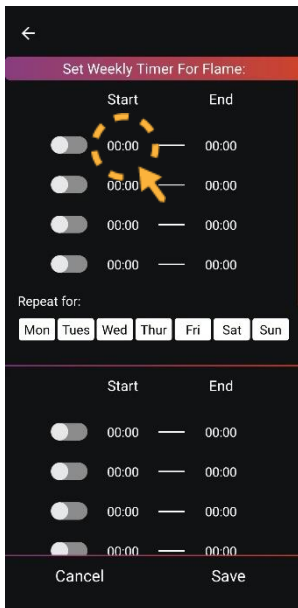 Set Weekly Timer For Flame:
Start End
00:00 00:00
00:00 00:00
00:00 00:00
00:00 00:00
Repeat for:
Mon Tues Wed Thur Fri Sat Sun
Start End
00:00 00:00
00:00 00:00
00:00 00:00
00:00 00:00
Cancel Save